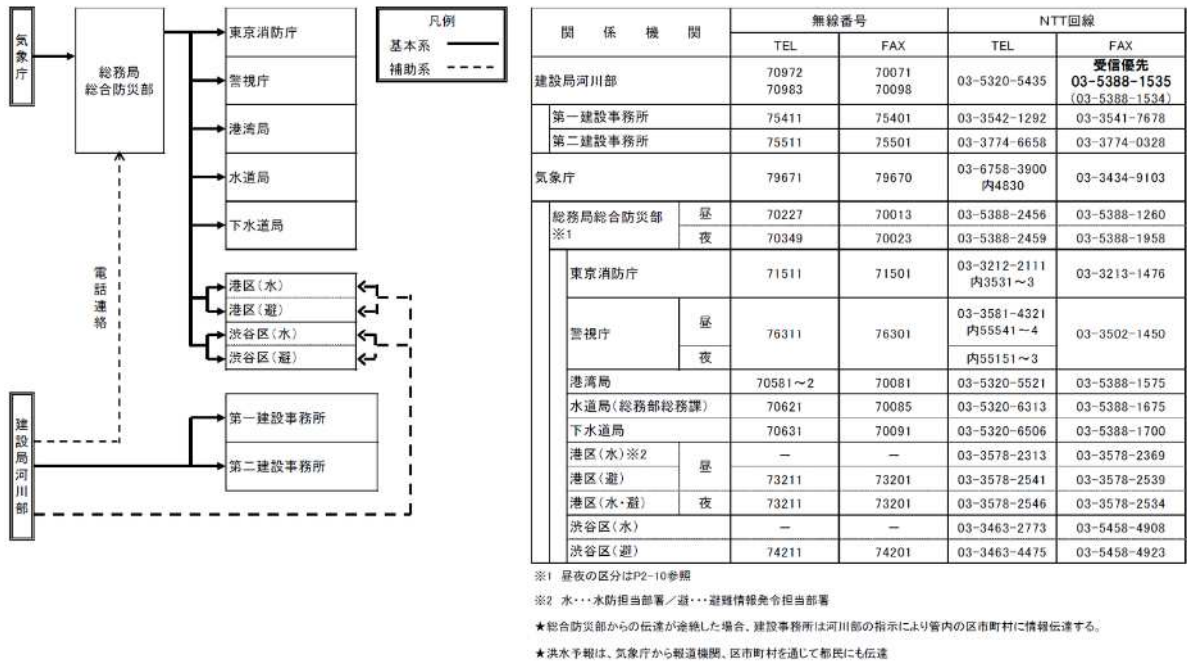 気象庁
総務局
総合防災部
東京消防庁
警視庁
港湾局
水道局
下水道局
港区(水)
港区(避)
渋谷区(水)
渋谷区(避)
凡例
基本系
補助系
電話連絡
建設局河川部
第一建設事務所
第二建設事務所
関係機関 無線番号 NTT回線
TEL FAX TEL FAX
建設局河川部 70972 70983 70071 70098 03-5320-5435 受信優先 03-5388-1535 (03-5388-1534)
第一建設事務所 75411 75401 03-3542-1292 03-3541-7678
第二建設事務所 75511 75501 03-3774-6658 03-3774-0328
気象庁 79671 79670 03-6758-3900 内4830 03-3434-9103
総務局総合防災部 ※1 昼 70227 70013 03-5388-2456 03-5388-1260
夜 70349 70023 03-5388-2459 03-5388-1958
東京消防庁 71511 71501 03-3212-2111 内3531～3 03-3213-1476
警視庁 昼 76311 76301 03-3581-4321 内55541～4 03-3502-1450
夜 内55151～3
港湾局 70581～2 70081 03-5320-5521 03-5388-1575
水道局(総務部総務課) 70621 70085 03-5320-6313 03-5388-1675
下水道局 70631 70091 03-5320-6506 03-5388-1700
港区(水)※2 昼 － － 03-3578-2313 03-3578-2369
港区(避) 73211 73201 03-3578-2541 03-3578-2539
港区(水・避) 夜 73211 73201 03-3578-2546 03-3578-2534
渋谷区(水) － － 03-3463-2773 03-5458-4908
渋谷区(避) 74211 74201 03-3463-4475 03-5458-4923
※1 昼夜の区分はP2-10参照
※2 水・・・水防担当部署／避・・・避難情報発令担当部署
★総合防災部からの伝達が途絶した場合、建設事務所は河川部の指示により管内の区市町村に情報伝達する。
★洪水予報は、気象庁から報道機関、区市町村を通じて都民にも伝達